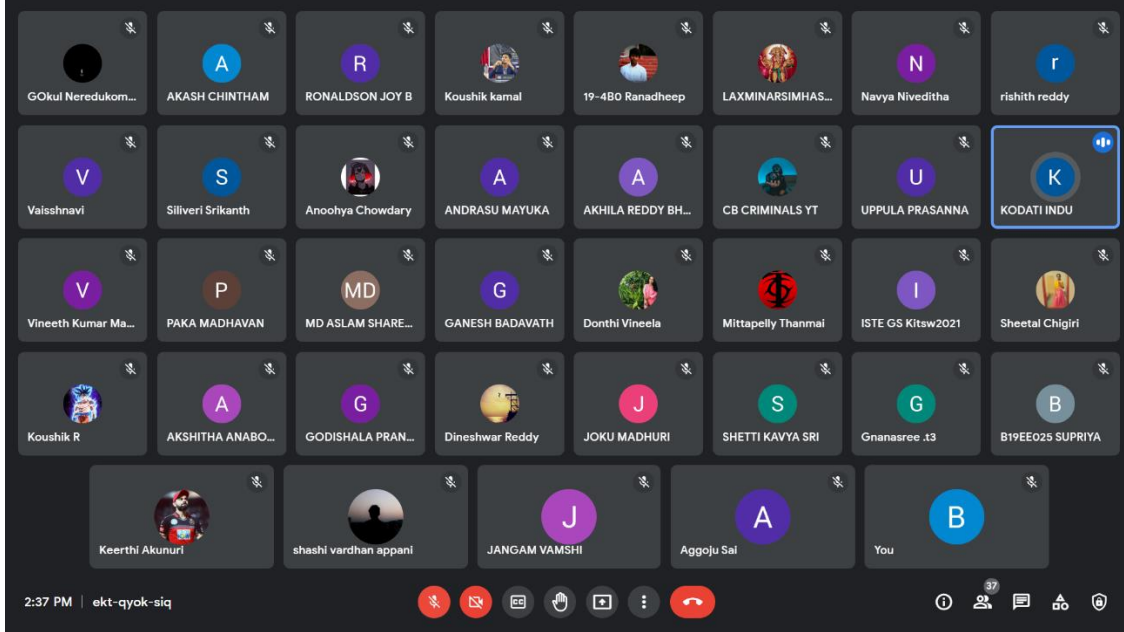 GOkul Neredukom...
A
AKASH CHINTHAM
R
RONALDSON JOY B
Koushik kamal
19-4B0 Ranadheep
LAXMINARSIMHAS...
N
Navya Niveditha
r
rishith reddy
V
Vaisshnavi
S
Siliveri Srikanth
Anoohya Chowdary
A
ANDRASU MAYUKA
A
AKHILA REDDY BH...
CB CRIMINALS YT
U
UPPULA PRASANNA
K
KODATI INDU
V
Vineeth Kumar Ma...
P
PAKA MADHAVAN
MD
MD ASLAM SHARE...
G
GANESH BADAVATH
Donthi Vineela
Mittapelly Thanmai
I
ISTE GS Kitsw2021
Sheetal Chigiri
Koushik R
A
AKSHITHA ANABO...
G
GODISHALA PRAN...
Dineshwar Reddy
J
JOKU MADHURI
S
SHETTI KAVYA SRI
G
Gnanasree .t3
B
B19EE025 SUPRIYA
Keerthi Akunuri
shashi vardhan appani
J
JANGAM VAMSHI
A
Aggoju Sai
B
You
2:37 PM | ekt-qyok-siq
CC
37